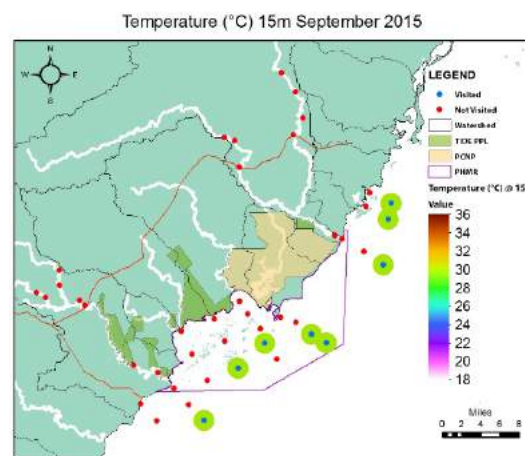 Temperature (°C) 15m September 2015
N
W E
S
LEGEND
Visited
Not Visited
Watershed
TIDE PPL
PCNP
PHMR
Temperature (°C) @ 15
Value
36
34
32
30
28
26
24
22
20
18
Miles
0 1 2 4 6 8